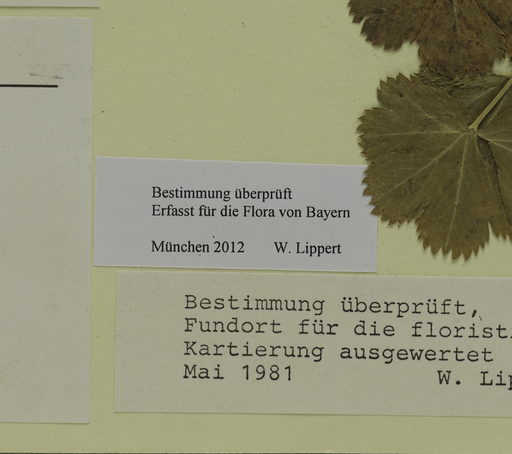 Bestimmung überprüft
Erfasst für die Flora von Bayern
München 2012 W. Lippert
Bestimmung überprüft,
Fundort für die florist.
Kartierung ausgewertet
Mai 1981 W. Lip